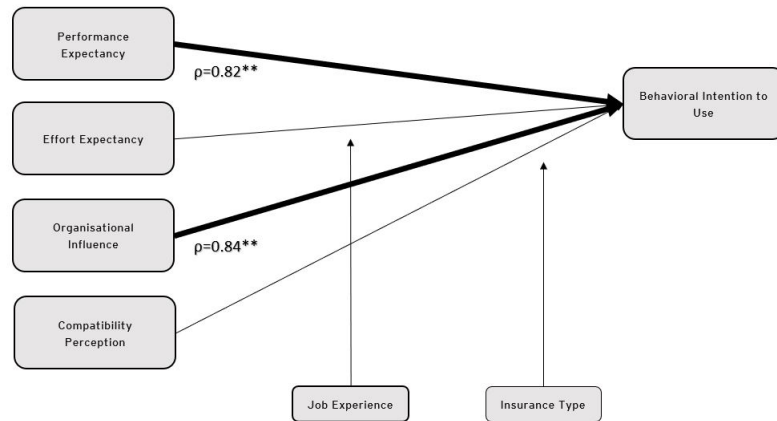 Performance
Expectancy
ρ=0.82**
Behavioral Intention to
Use
Effort Expectancy
Organisational
Influence
ρ=0.84**
Compatibility
Perception
Job Experience
Insurance Type